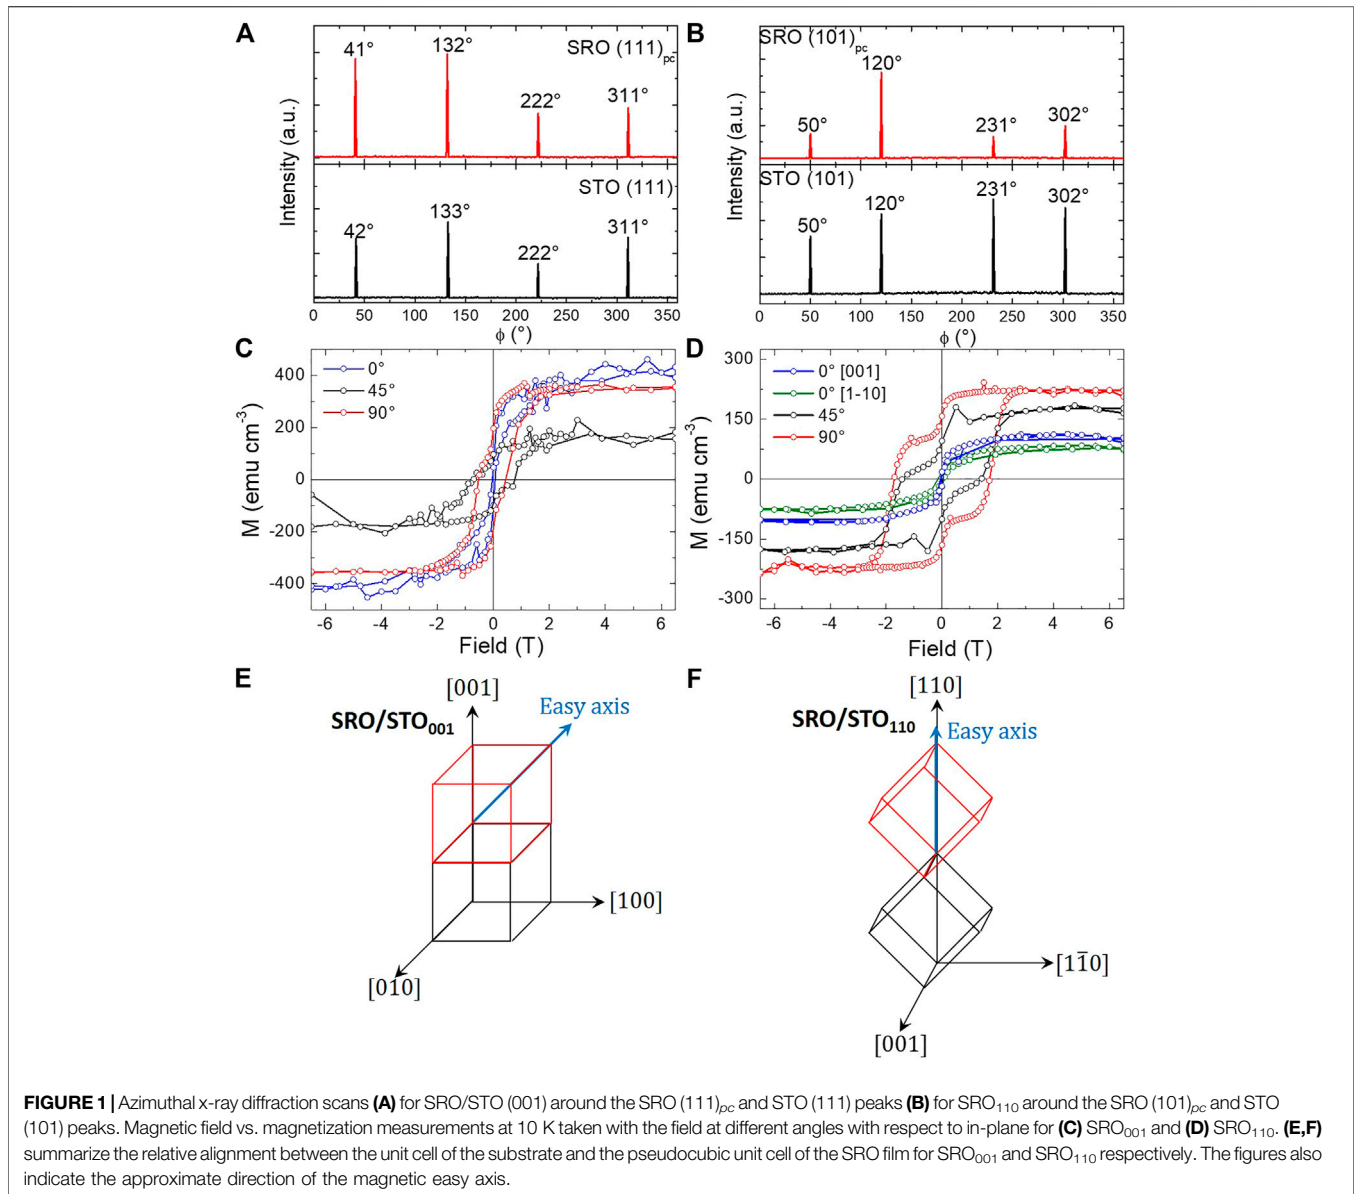 A
SRO (111)pc
41°
132°
222°
311°
STO (111)
42°
133°
222°
311°
Intensity (a.u.)
0 50 100 150 200 250 300 350
ϕ (°)
B
SRO (101)pc
50°
120°
231°
302°
STO (101)
50°
120°
231°
302°
Intensity (a.u.)
0 50 100 150 200 250 300 350
ϕ (°)
C
0°
45°
90°
400
200
0
-200
-400
M (emu cm-3)
-6 -4 -2 0 2 4 6
Field (T)
D
0° [001]
0° [1-10]
45°
90°
300
150
0
-150
-300
M (emu cm-3)
-6 -4 -2 0 2 4 6
Field (T)
E
[001]
SRO/STO001
Easy axis
[100]
[010]
F
[110]
SRO/STO110
Easy axis
[11̄0]
[001]
FIGURE 1 | Azimuthal x-ray diffraction scans (A) for SRO/STO (001) around the SRO (111)pc and STO (111) peaks (B) for SRO110 around the SRO (101)pc and STO
(101) peaks. Magnetic field vs. magnetization measurements at 10 K taken with the field at different angles with respect to in-plane for (C) SRO001 and (D) SRO110. (E,F)
summarize the relative alignment between the unit cell of the substrate and the pseudocubic unit cell of the SRO film for SRO001 and SRO110 respectively. The figures also
indicate the approximate direction of the magnetic easy axis.